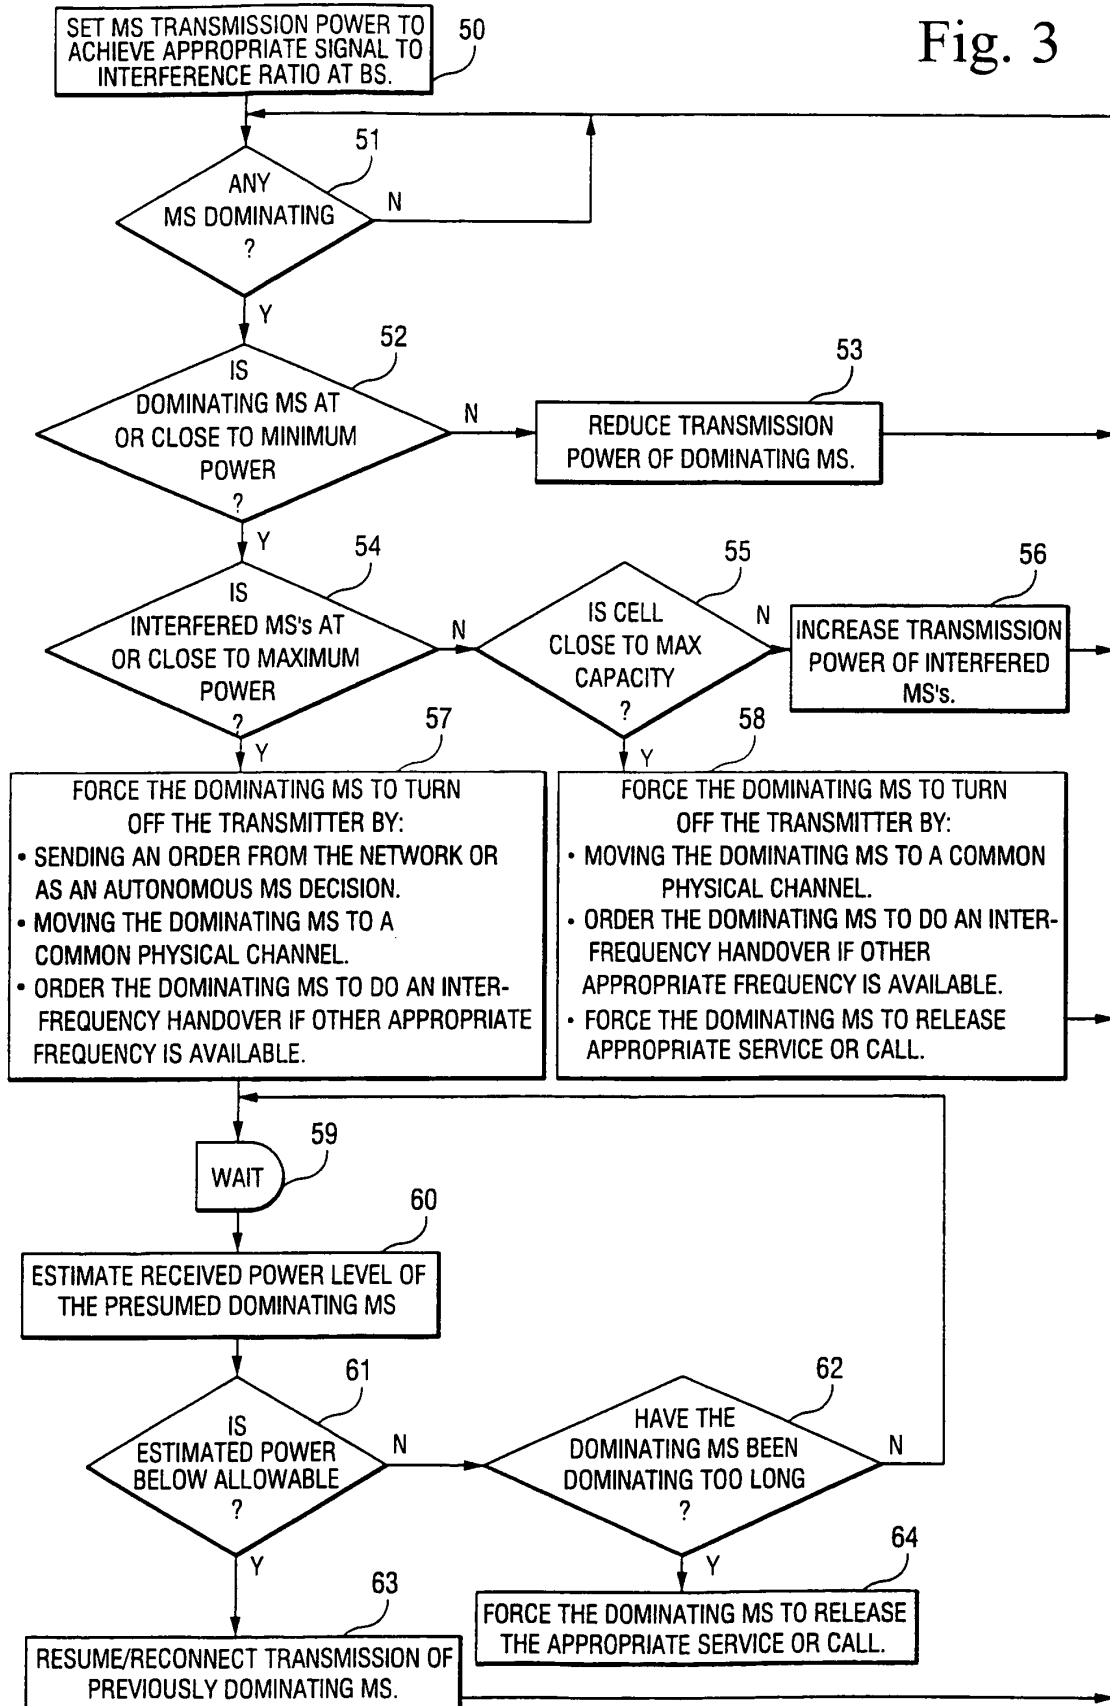 Fig. 3
50
SET MS TRANSMISSION POWER TO
ACHIEVE APPROPRIATE SIGNAL TO
INTERFERENCE RATIO AT BS.
51
ANY
MS DOMINATING
?
N
Y
52
IS
DOMINATING MS AT
OR CLOSE TO MINIMUM
POWER
?
N
Y
53
REDUCE TRANSMISSION
POWER OF DOMINATING MS.
54
IS
INTERFERED MS's AT
OR CLOSE TO MAXIMUM
POWER
?
N
Y
55
IS CELL
CLOSE TO MAX
CAPACITY
?
N
Y
56
INCREASE TRANSMISSION
POWER OF INTERFERED
MS's.
57
FORCE THE DOMINATING MS TO TURN
OFF THE TRANSMITTER BY:
• SENDING AN ORDER FROM THE NETWORK OR
AS AN AUTONOMOUS MS DECISION.
• MOVING THE DOMINATING MS TO A
COMMON PHYSICAL CHANNEL.
• ORDER THE DOMINATING MS TO DO AN INTER-
FREQUENCY HANDOVER IF OTHER APPROPRIATE
FREQUENCY IS AVAILABLE.
58
FORCE THE DOMINATING MS TO TURN
OFF THE TRANSMITTER BY:
• MOVING THE DOMINATING MS TO A COMMON
PHYSICAL CHANNEL.
• ORDER THE DOMINATING MS TO DO AN INTER-
FREQUENCY HANDOVER IF OTHER
APPROPRIATE FREQUENCY IS AVAILABLE.
• FORCE THE DOMINATING MS TO RELEASE
APPROPRIATE SERVICE OR CALL.
59
WAIT
60
ESTIMATE RECEIVED POWER LEVEL OF
THE PRESUMED DOMINATING MS
61
IS
ESTIMATED POWER
BELOW ALLOWABLE
?
N
Y
62
HAVE THE
DOMINATING MS BEEN
DOMINATING TOO LONG
?
N
Y
63
RESUME/RECONNECT TRANSMISSION OF
PREVIOUSLY DOMINATING MS.
64
FORCE THE DOMINATING MS TO RELEASE
THE APPROPRIATE SERVICE OR CALL.